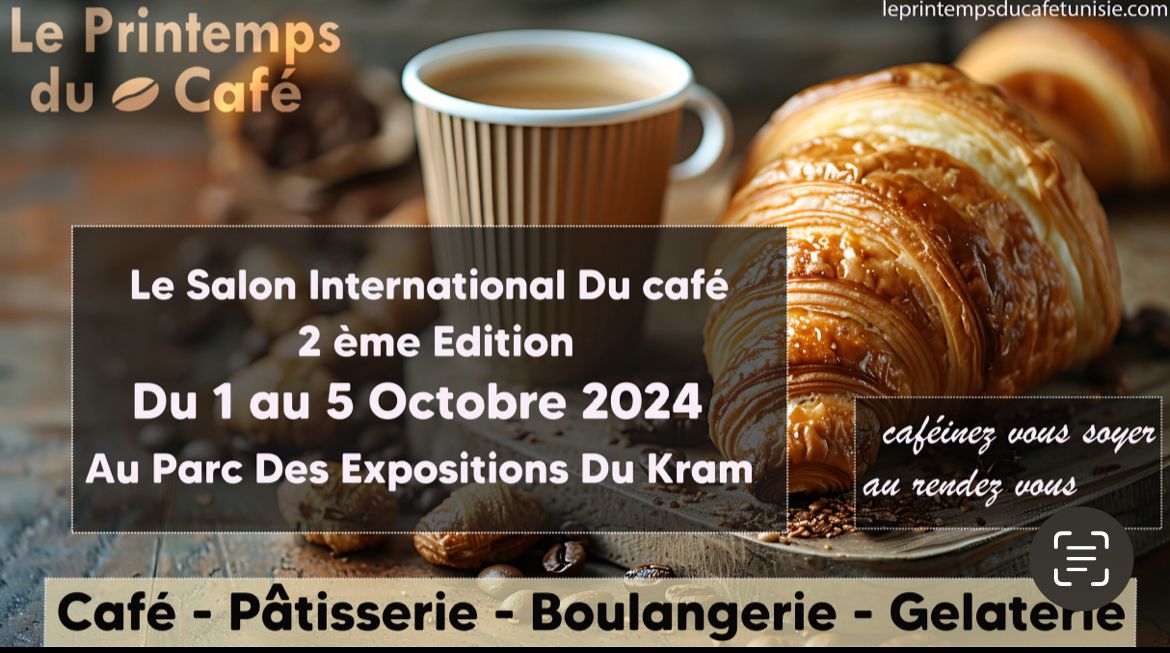 Le Printemps
du Café
leprintempsducafetunisie.com
Le Salon International Du café
2 ème Edition
Du 1 au 5 Octobre 2024
Au Parc Des Expositions Du Kram
caféinez vous soyer
au rendez vous
Café - Pâtisserie - Boulangerie - Gelaterie